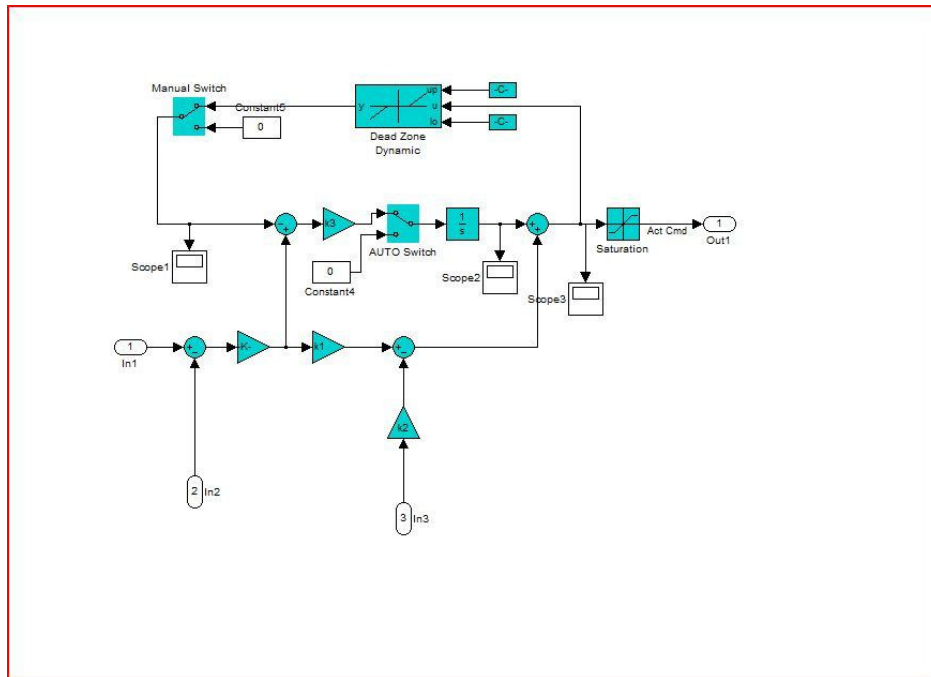 Manual Switch
Constant5
0
up
-C-
y
u
lo
-C-
Dead Zone
Dynamic
k3
1
s
AUTO Switch
Saturation
Act Cmd
1
Out1
Scope1
0
Constant4
Scope2
Scope3
1
In1
-K-
k1
k2
2
In2
3
In3